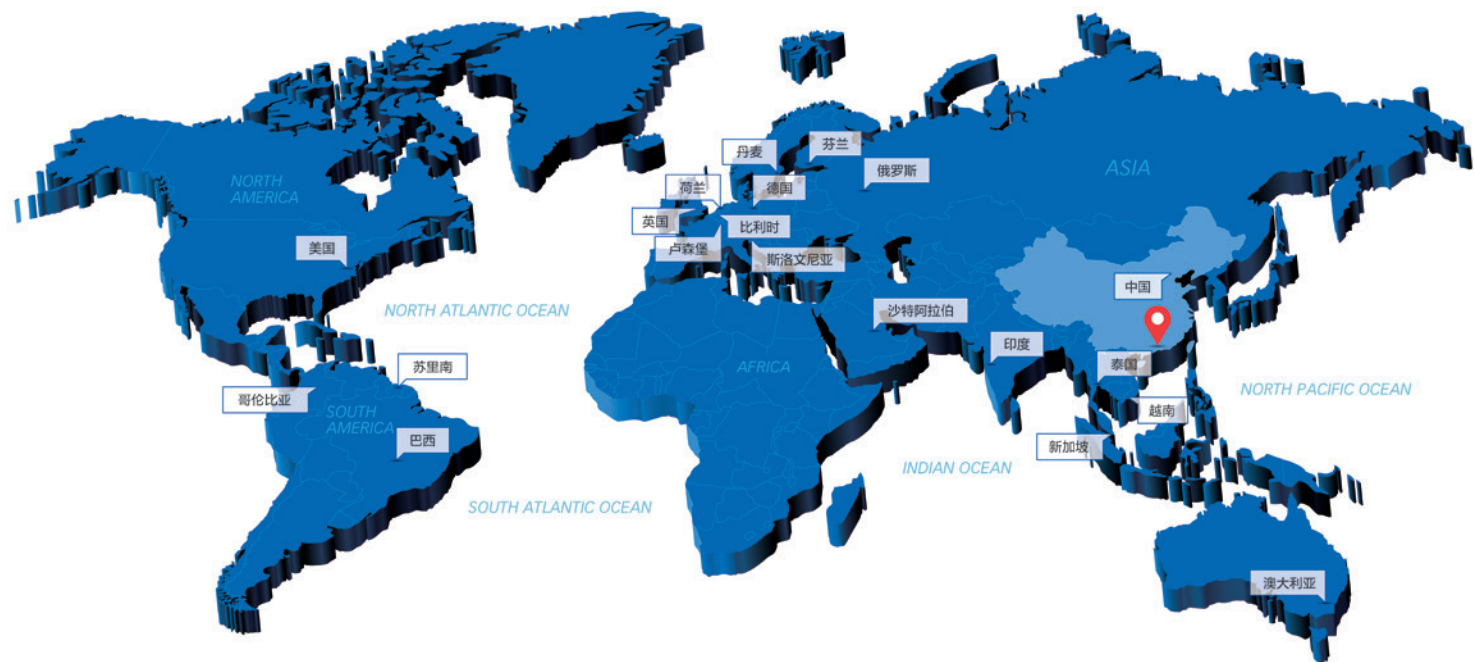 芬兰
丹麦
俄罗斯
ASIA
NORTH
AMERICA
荷兰
德国
英国
比利时
卢森堡
美国
斯洛文尼亚
中国
NORTH ATLANTIC OCEAN
沙特阿拉伯
印度
泰国
苏里南
AFRICA
NORTH PACIFIC OCEAN
哥伦比亚
SOUTH
AMERICA
越南
巴西
新加坡
INDIAN OCEAN
SOUTH ATLANTIC OCEAN
澳大利亚